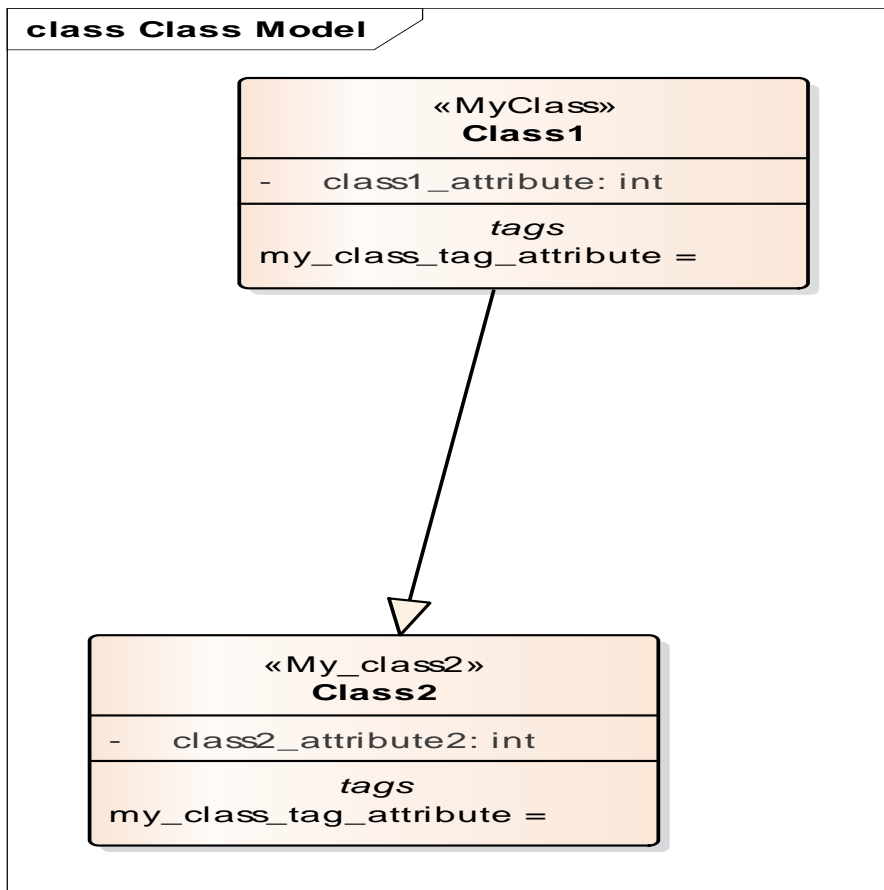 class Class Model
«MyClass»
Class1
- class1_attribute: int
tags
my_class_tag_attribute =
«My_class2»
Class2
- class2_attribute2: int
tags
my_class_tag_attribute =